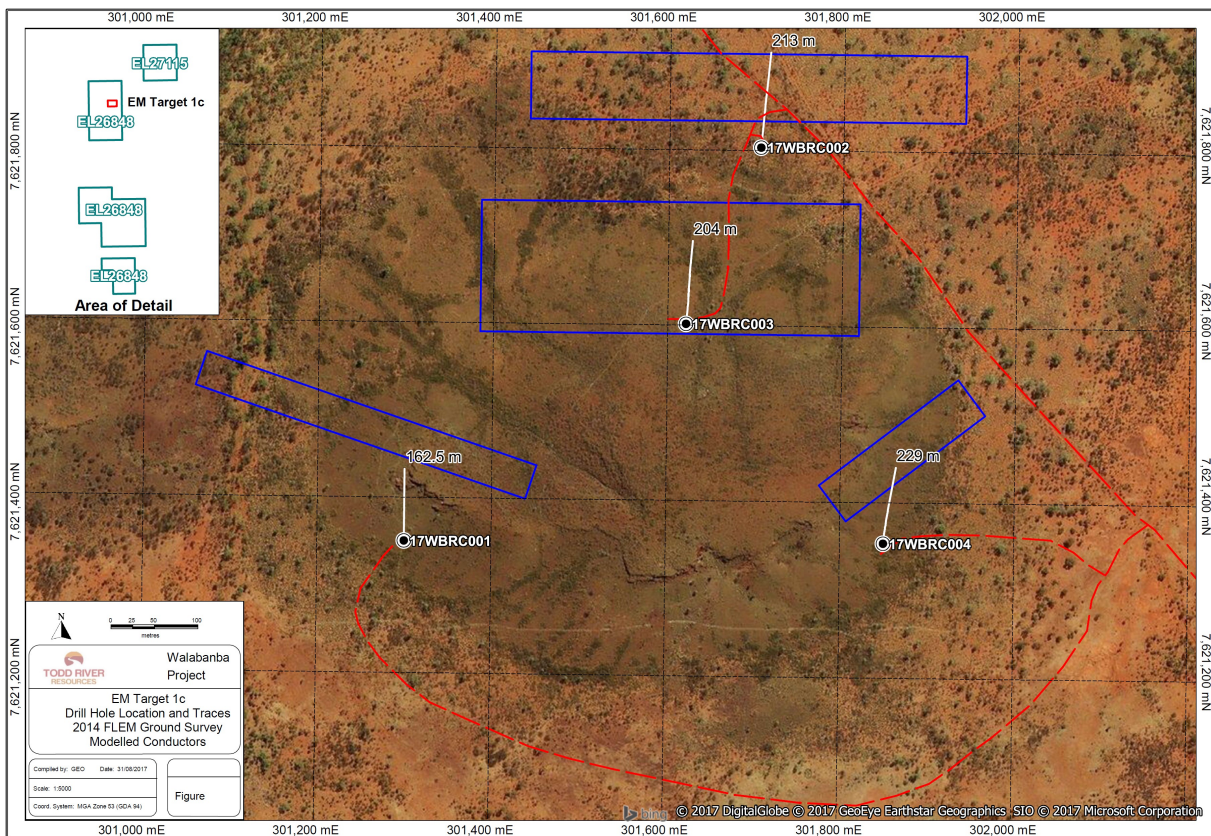 301,000 mE
301,200 mE
301,400 mE
301,600 mE
301,800 mE
302,000 mE
EL27115
EM Target 1c
EL26848
EL26848
EL26848
Area of Detail
7,621,800 mN
7,621,600 mN
7,621,400 mN
7,621,200 mN
7,621,800 mN
7,621,600 mN
7,621,400 mN
7,621,200 mN
213 m
17WBRC002
204 m
17WBRC003
162.5 m
17WBRC001
229 m
17WBRC004
N
0 25 50 100
metres
TODD RIVER
RESOURCES
Walabanba
Project
EM Target 1c
Drill Hole Location and Traces
2014 FLEM Ground Survey
Modelled Conductors
Compiled by: GEO Date: 31/08/2017
Scale: 1:5000
Coord. System: MGA Zone 53 (GDA 94)
Figure
bing
© 2017 DigitalGlobe © 2017 GeoEye Earthstar Geographics SIO © 2017 Microsoft Corporation
301,000 mE
301,200 mE
301,400 mE
301,600 mE
301,800 mE
302,000 mE